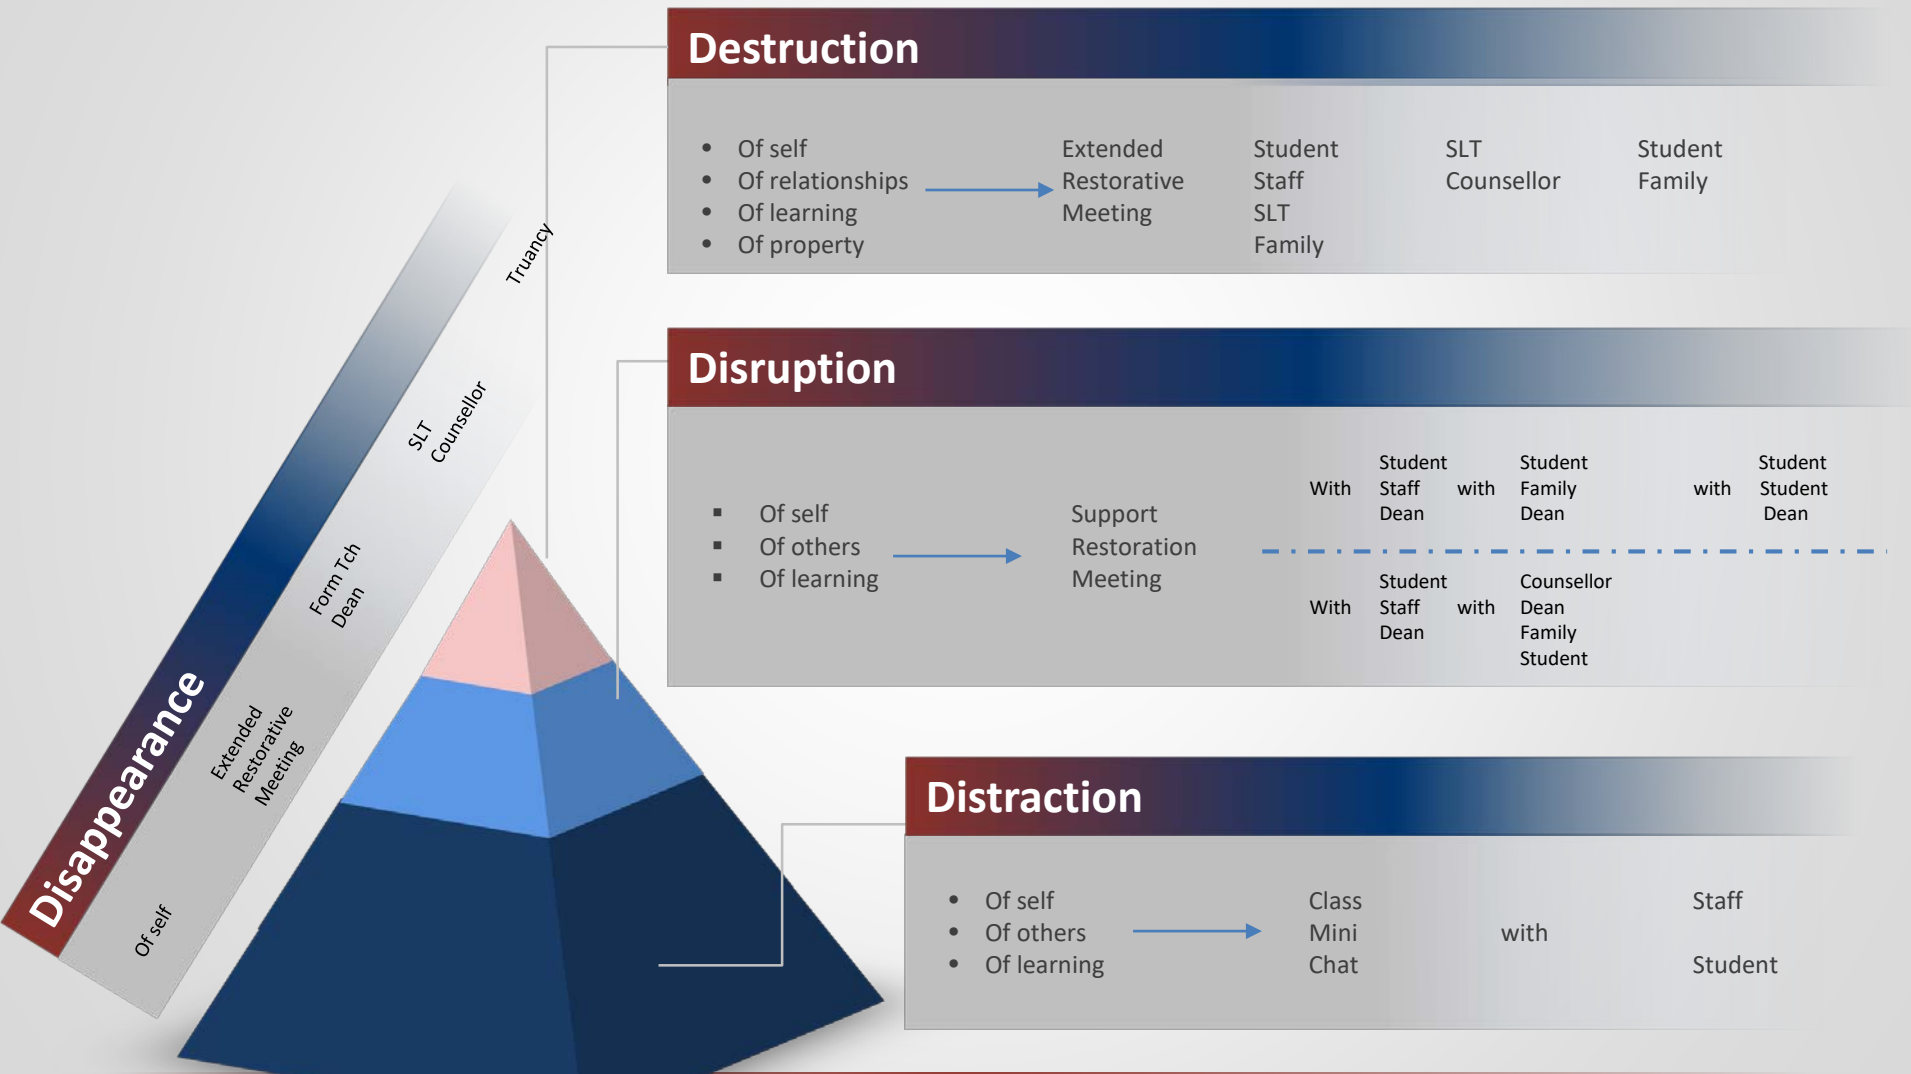 Destruction
• Of self Extended Student SLT Student
• Of relationships Restorative Staff Counsellor Family
• Of learning Meeting SLT
• Of property Family
Disruption
Student Student Student
With Staff with Family with Student
Dean Dean Dean
▪ Of self Support
▪ Of others Restoration
▪ Of learning Meeting
Student Counsellor
With Staff with Dean
Dean Family
Student
Distraction
• Of self Class Staff
• Of others Mini with
• Of learning Chat Student
Disappearance
Of self
Extended
Restorative
Meeting
Form Tch
Dean
SLT
Counsellor
Truancy